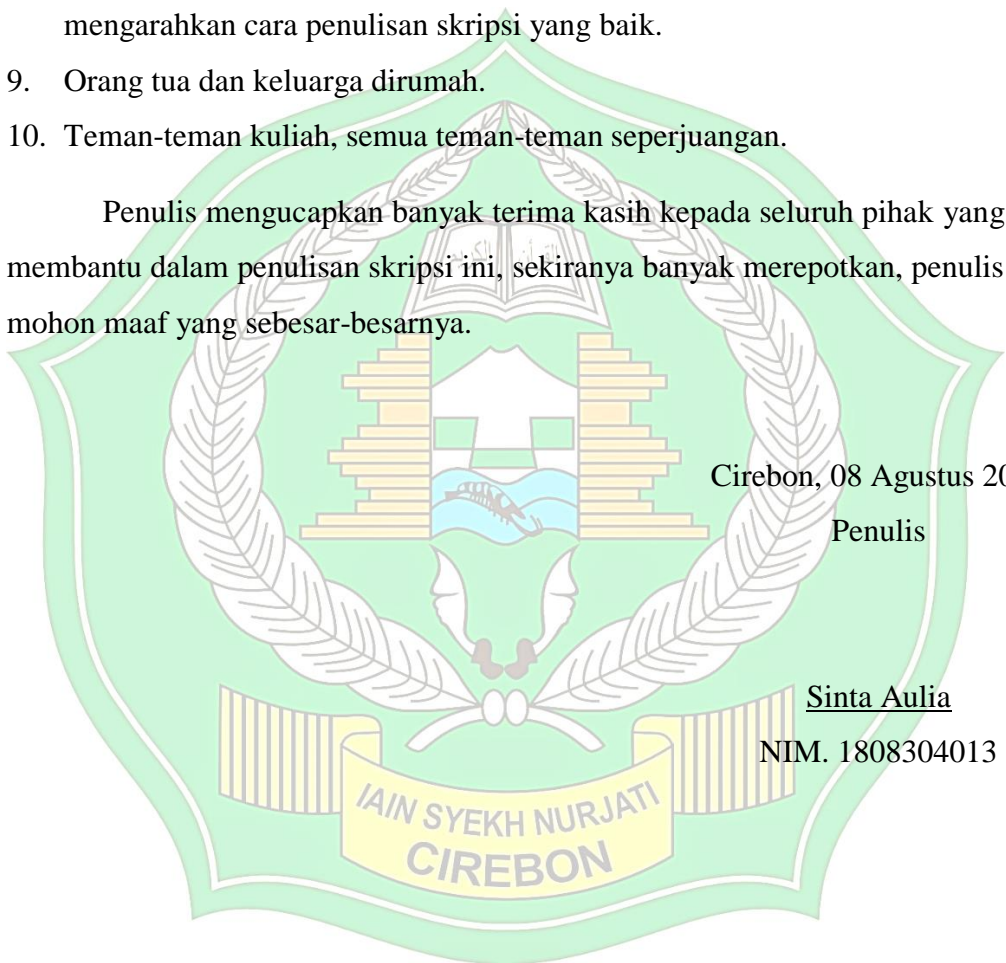 mengarahkan cara penulisan skripsi yang baik.
9. Orang tua dan keluarga dirumah.
10. Teman-teman kuliah, semua teman-teman seperjuangan.
Penulis mengucapkan banyak terima kasih kepada seluruh pihak yang
membantu dalam penulisan skripsi ini, sekiranya banyak merepotkan, penulis
mohon maaf yang sebesar-besarnya.
Cirebon, 08 Agustus 20
Penulis
Sinta Aulia
NIM. 1808304013
IAIN SYEKH NURJATI
CIREBON